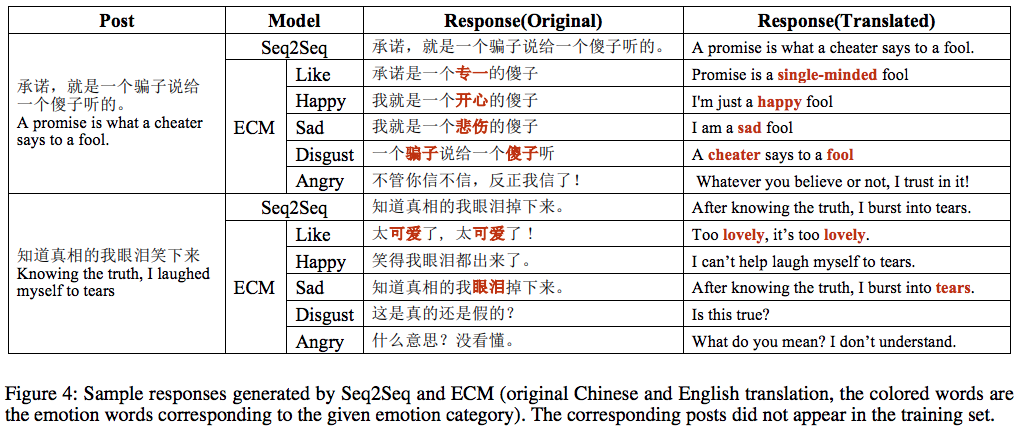 Post Model Response(Original) Response(Translated)
承诺，就是一个骗子说给
一个傻子听的。
A promise is what a cheater
says to a fool.
Seq2Seq 承诺，就是一个骗子说给一个傻子听的。 A promise is what a cheater says to a fool.
ECM
Like 承诺是一个专一的傻子 Promise is a single-minded fool
Happy 我就是一个开心的傻子 I'm just a happy fool
Sad 我就是一个悲伤的傻子 I am a sad fool
Disgust 一个骗子说给一个傻子听 A cheater says to a fool
Angry 不管你信不信，反正我信了！ Whatever you believe or not, I trust in it!
知道真相的我眼泪笑下来
Knowing the truth, I laughed
myself to tears
Seq2Seq 知道真相的我眼泪掉下来。 After knowing the truth, I burst into tears.
ECM
Like 太可爱了，太可爱了！ Too lovely, it’s too lovely.
Happy 笑得我眼泪都出来了。 I can’t help laugh myself to tears.
Sad 知道真相的我眼泪掉下来。 After knowing the truth, I burst into tears.
Disgust 这是真的还是假的？ Is this true?
Angry 什么意思？没看懂。 What do you mean? I don’t understand.
Figure 4: Sample responses generated by Seq2Seq and ECM (original Chinese and English translation, the colored words are
the emotion words corresponding to the given emotion category). The corresponding posts did not appear in the training set.